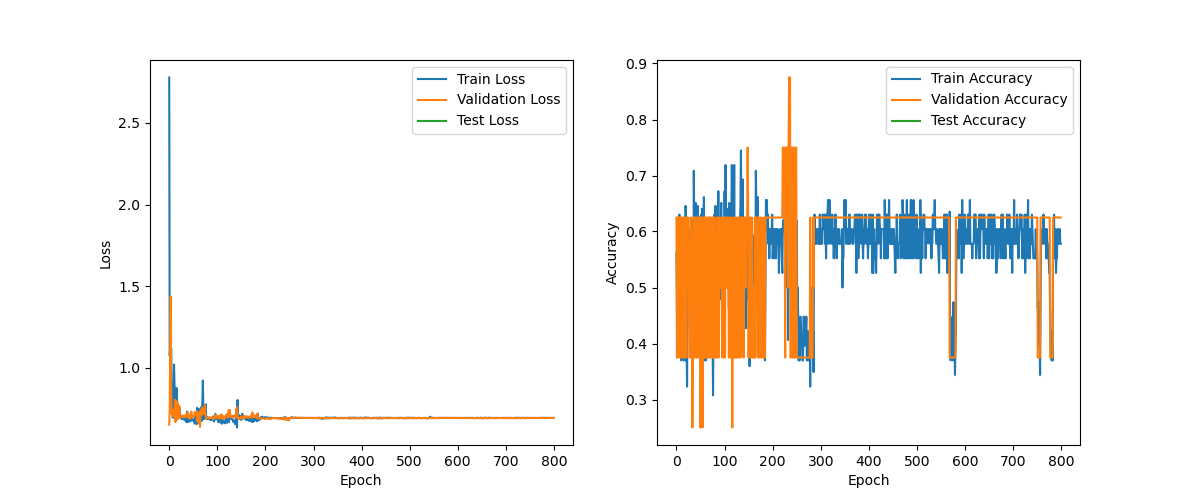 Train Loss
Validation Loss
Test Loss
2.5
2.0
1.5
1.0
Loss
0 100 200 300 400 500 600 700 800
Epoch
Train Accuracy
Validation Accuracy
Test Accuracy
0.9
0.8
0.7
0.6
0.5
0.4
0.3
Accuracy
0 100 200 300 400 500 600 700 800
Epoch